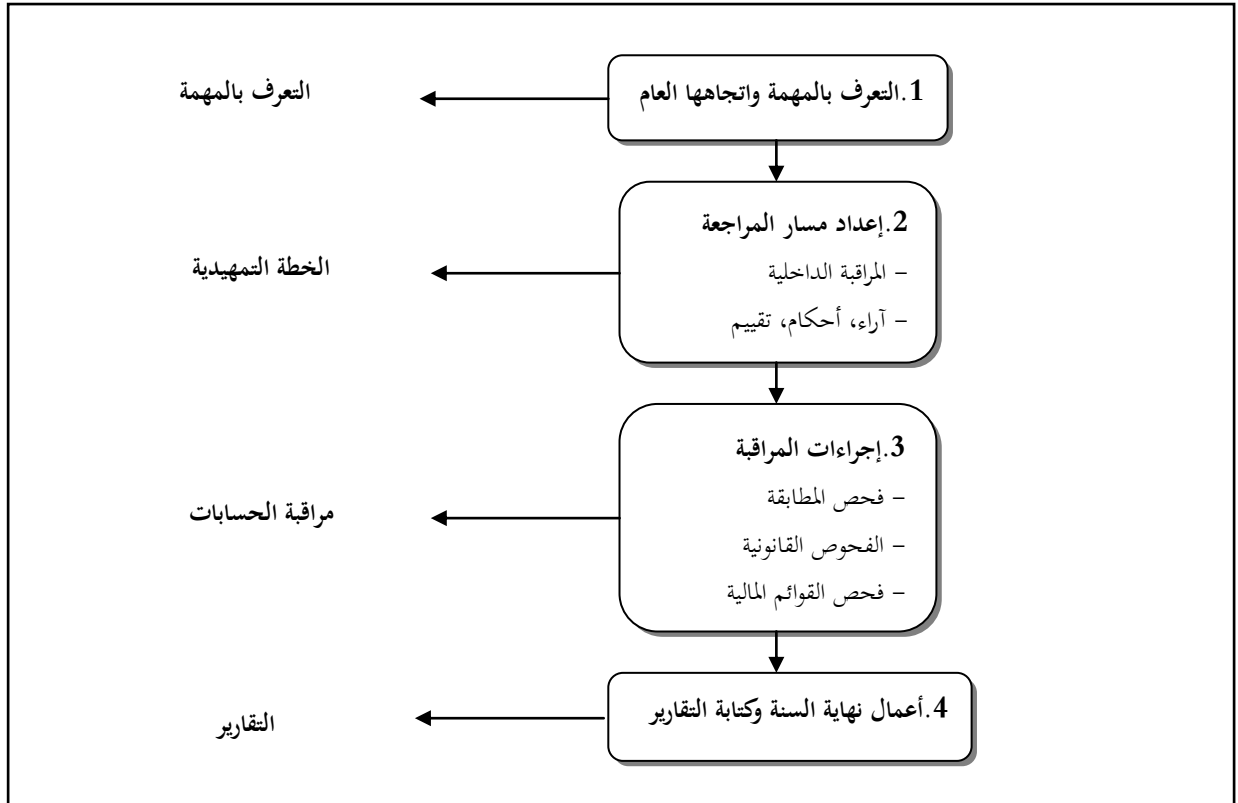 1.التعرف بالمهمة واتجاهها العام
التعرف بالمهمة
2.إعداد مسار المراجعة
– المراقبة الداخلية
– آراء، أحكام، تقييم
الخطة التمهيدية
3.إجراءات المراقبة
– فحص المطابقة
– الفحوص القانونية
– فحص القوائم المالية
مراقبة الحسابات
4.أعمال نهاية السنة وكتابة التقارير
التقارير